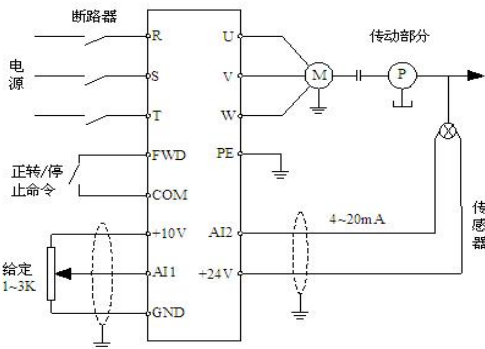 断路器
电
源
R
S
T
FWD
COM
+10V
AI1
GND
正转/停
止命令
给定
1~3K
U
V
W
PE
AI2
+24V
M
P
传动部分
4~20mA
传
感
器